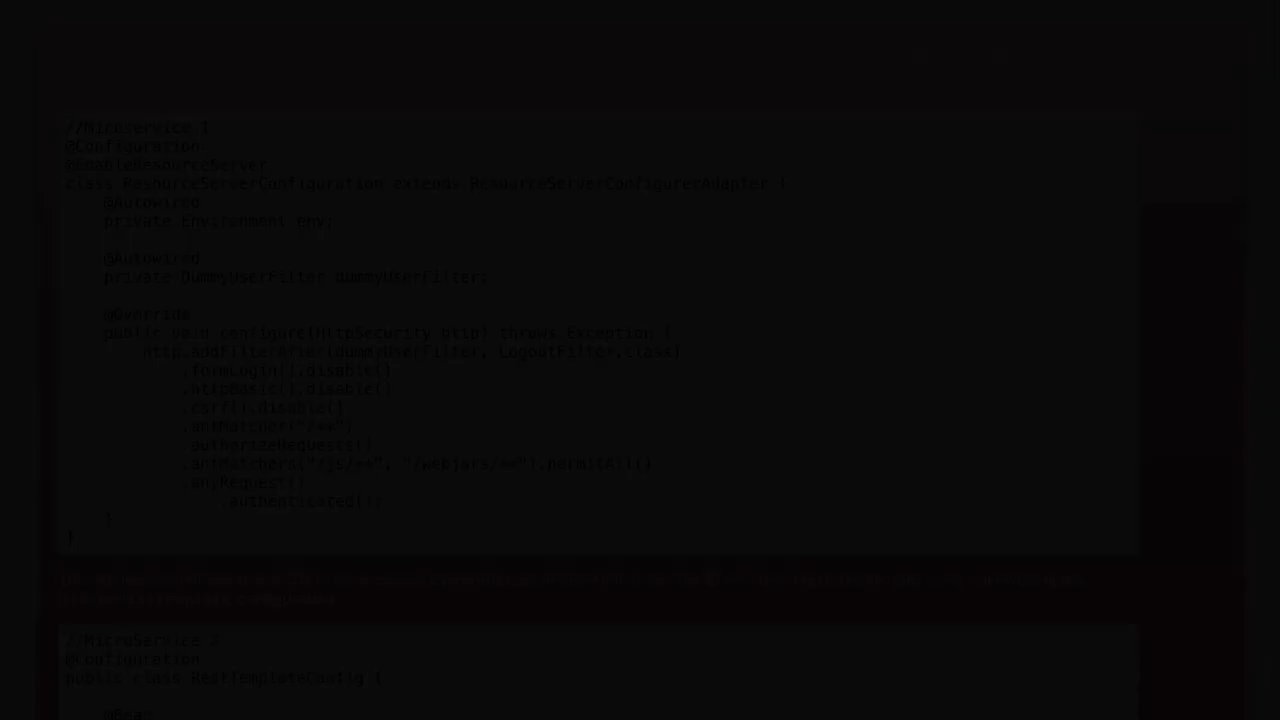 //Microservice 1
@Configuration
@EnableResourceServer
class ResourceServerConfiguration extends ResourceServerConfigurerAdapter {
    @Autowired
    private Environment env;
    @Autowired
    private DummyUserFilter dummyUserFilter;
    @Override
    public void configure(HttpSecurity http) throws Exception {
        http.addFilterAfter(dummyUserFilter, LogoutFilter.class)
            .formLogin().disable()
            .httpBasic().disable()
            .csrf().disable()
            .antMatcher("/**")
            .authorizeRequests()
            .antMatchers("/js/**", "/webjars/**").permitAll()
            .anyRequest()
                .authenticated();
    }
}
//MicroService 2
@Configuration
public class RestTemplateConfig {
    @Bean